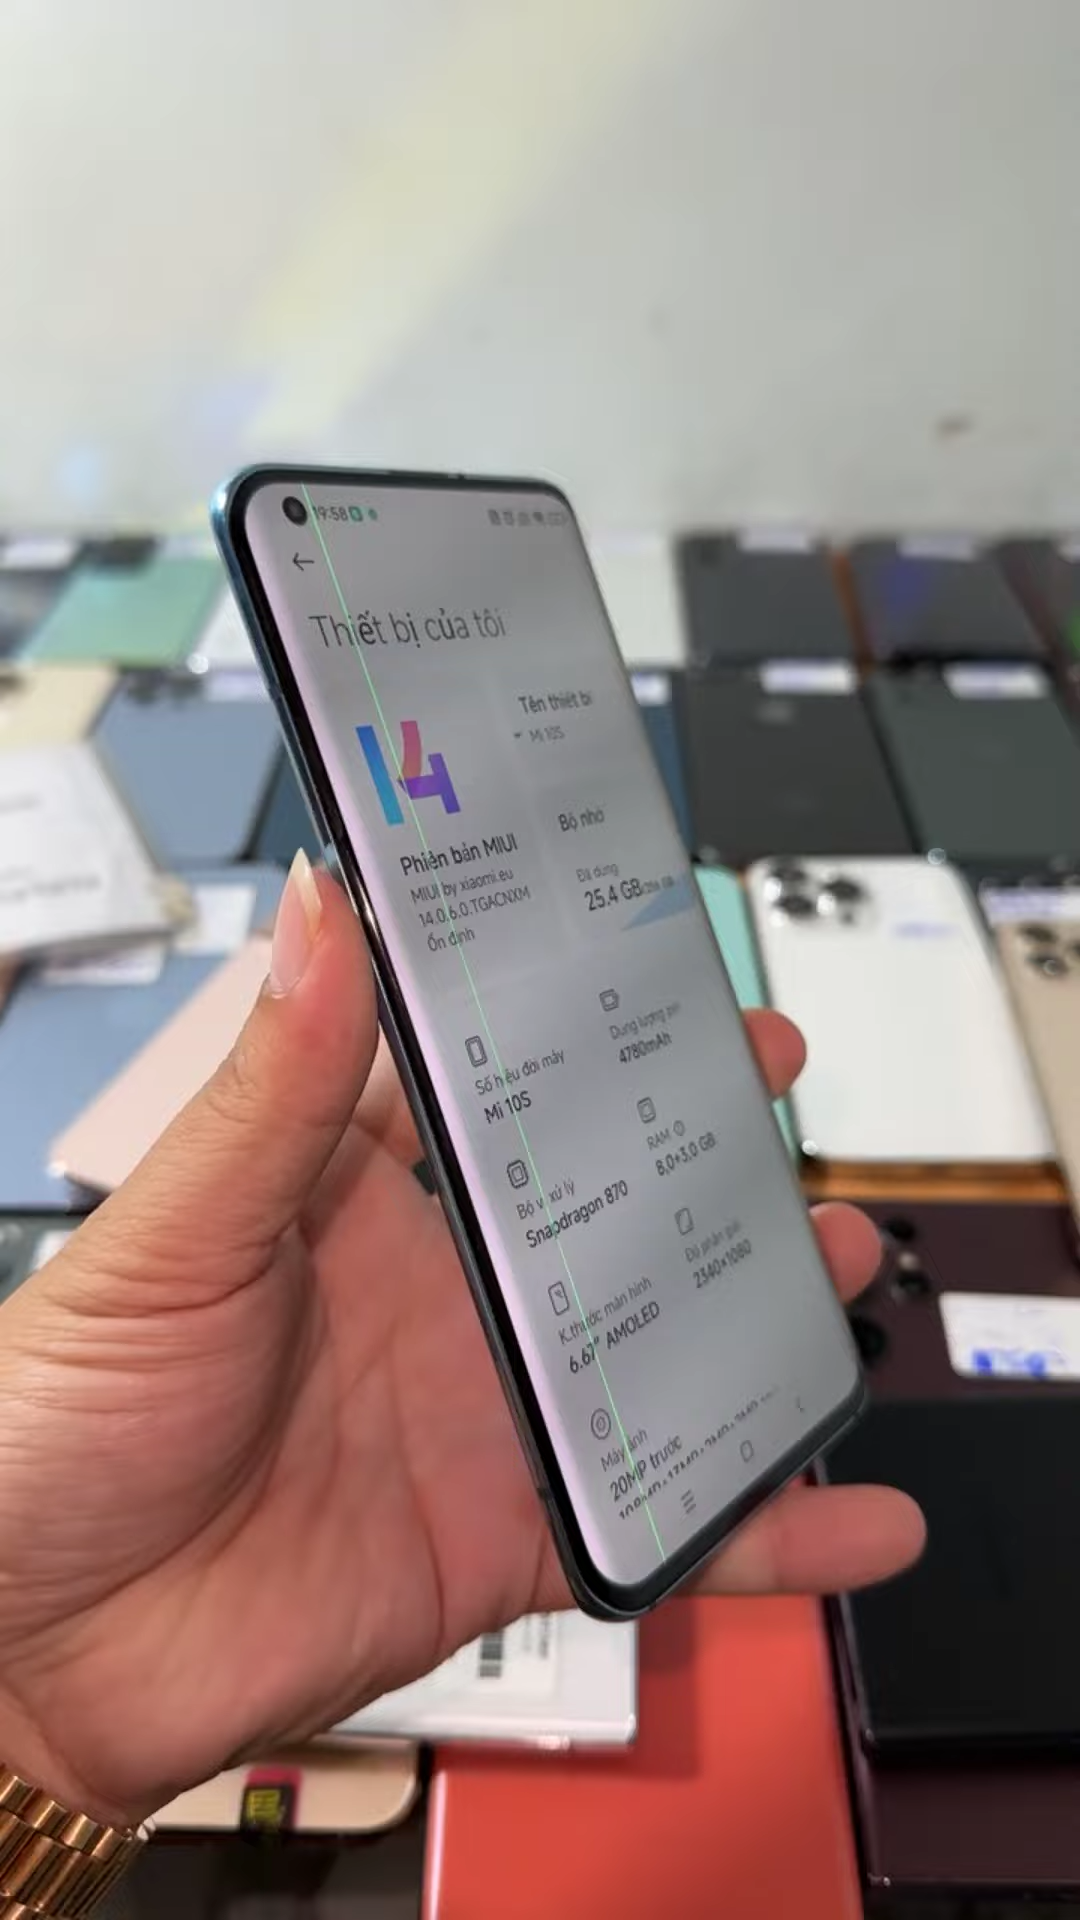 19:58
Thiết bị của tôi
14
Tên thiết bị
Mi 10S
Bộ nhớ
Đã dùng
25.4 GB
Phiên bản MIUI
MIUI by xiaomi.eu
14.0.6.0.TGACNXM
Ổn định
Số hiệu đời máy
Mi 10S
Dung lượng pin
4780mAh
Bộ vi xử lý
Snapdragon 870
RAM
8,0+3,0 GB
K.thước màn hình
6.67" AMOLED
Độ phân giải
2340×1080
Máy ảnh
20MP trước